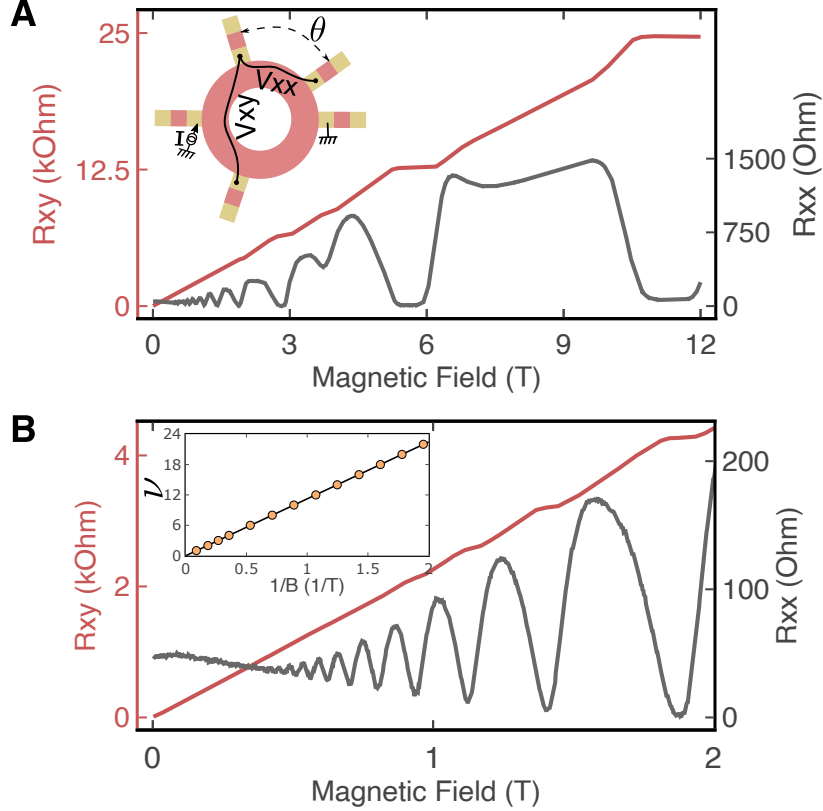 A
25
12.5
0
Rxy (kOhm)
θ
Vxx
Vxy
I
1500
750
0
Rxx (Ohm)
0 3 6 9 12
Magnetic Field (T)
B
4
2
0
Rxy (kOhm)
24
18
12
6
0
ν
0 0.5 1 1.5 2
1/B (1/T)
200
100
0
Rxx (Ohm)
0 1 2
Magnetic Field (T)